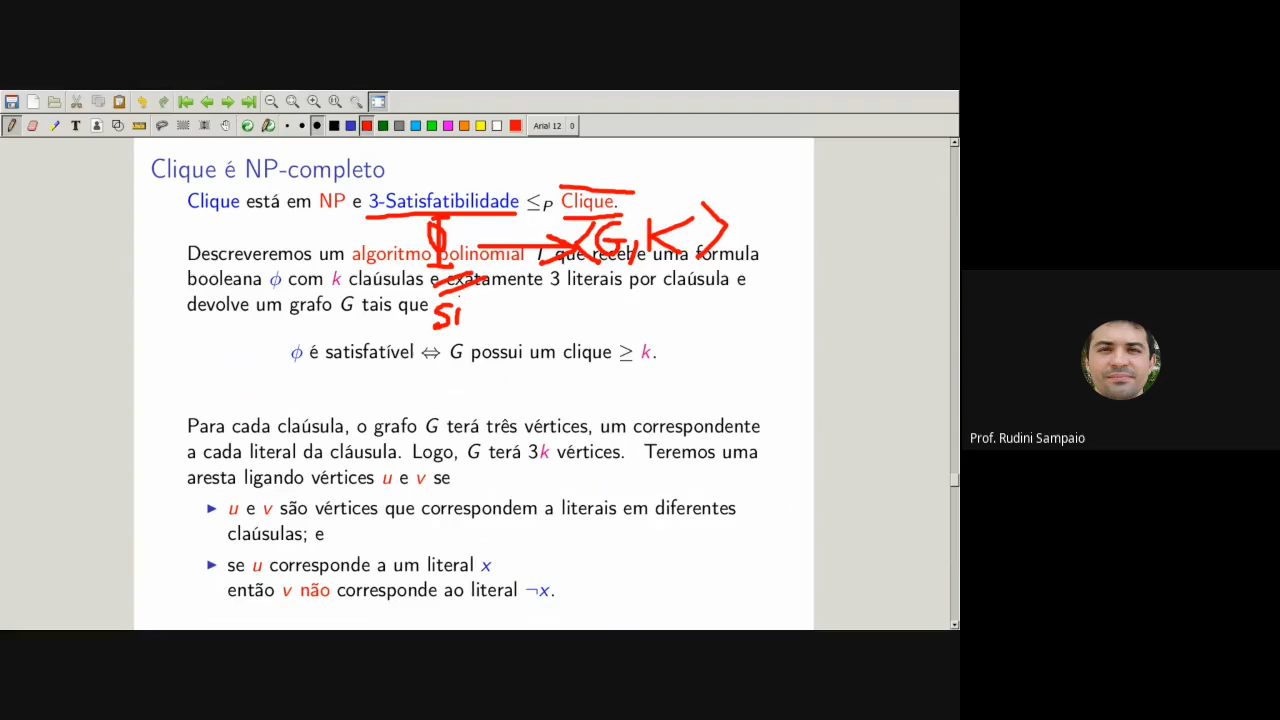 Arial 12 0
Clique é NP-completo
Clique está em NP e 3-Satisfatibilidade ≤P Clique.
Φ ⟨G, K⟩
Descreveremos um algoritmo polinomial T que recebe uma fórmula
booleana ϕ com k claúsulas e exatamente 3 literais por claúsula e
devolve um grafo G tais que
SI
ϕ é satisfatível ⇔ G possui um clique ≥ k.
Para cada claúsula, o grafo G terá três vértices, um correspondente
a cada literal da cláusula. Logo, G terá 3k vértices. Teremos uma
aresta ligando vértices u e v se
▶ u e v são vértices que correspondem a literais em diferentes
claúsulas; e
▶ se u corresponde a um literal x
então v não corresponde ao literal ¬x.
Prof. Rudini Sampaio